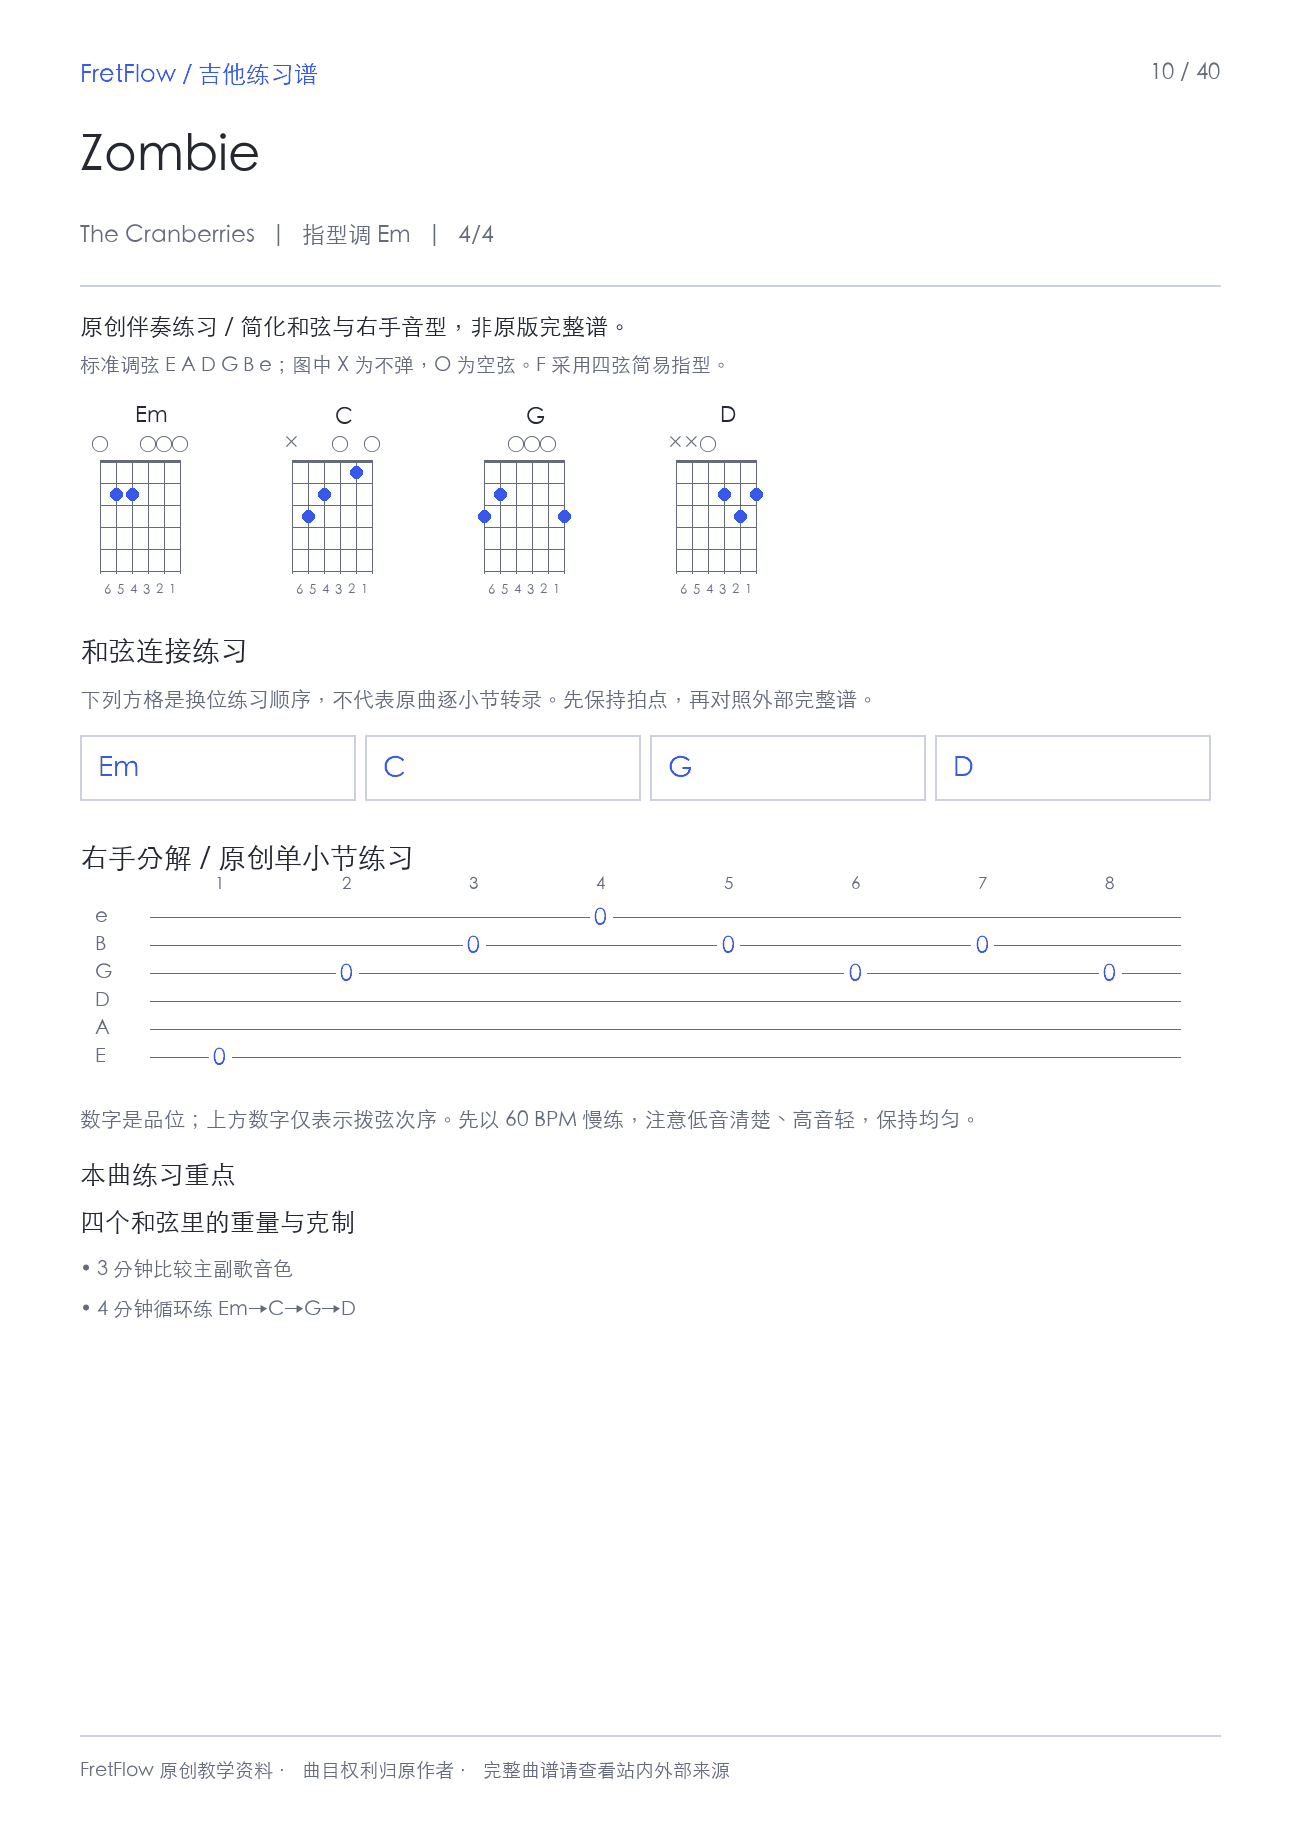 FretFlow / 吉他练习谱
10 / 40
Zombie
The Cranberries | 指型调 Em | 4/4
原创伴奏练习 / 简化和弦与右手音型，非原版完整谱。
标准调弦 E A D G B e；图中 X 为不弹，O 为空弦。F 采用四弦简易指型。
Em C G D
6 5 4 3 2 1 6 5 4 3 2 1 6 5 4 3 2 1 6 5 4 3 2 1
和弦连接练习
下列方格是换位练习顺序，不代表原曲逐小节转录。先保持拍点，再对照外部完整谱。
Em C G D
右手分解 / 原创单小节练习
1 2 3 4 5 6 7 8
e 0
B 0 0 0
G 0 0 0
D
A
E 0
数字是品位；上方数字仅表示拨弦次序。先以 60 BPM 慢练，注意低音清楚、高音轻，保持均匀。
本曲练习重点
四个和弦里的重量与克制
• 3 分钟比较主副歌音色
• 4 分钟循环练 Em→C→G→D
FretFlow 原创教学资料 · 曲目权利归原作者 · 完整曲谱请查看站内外部来源